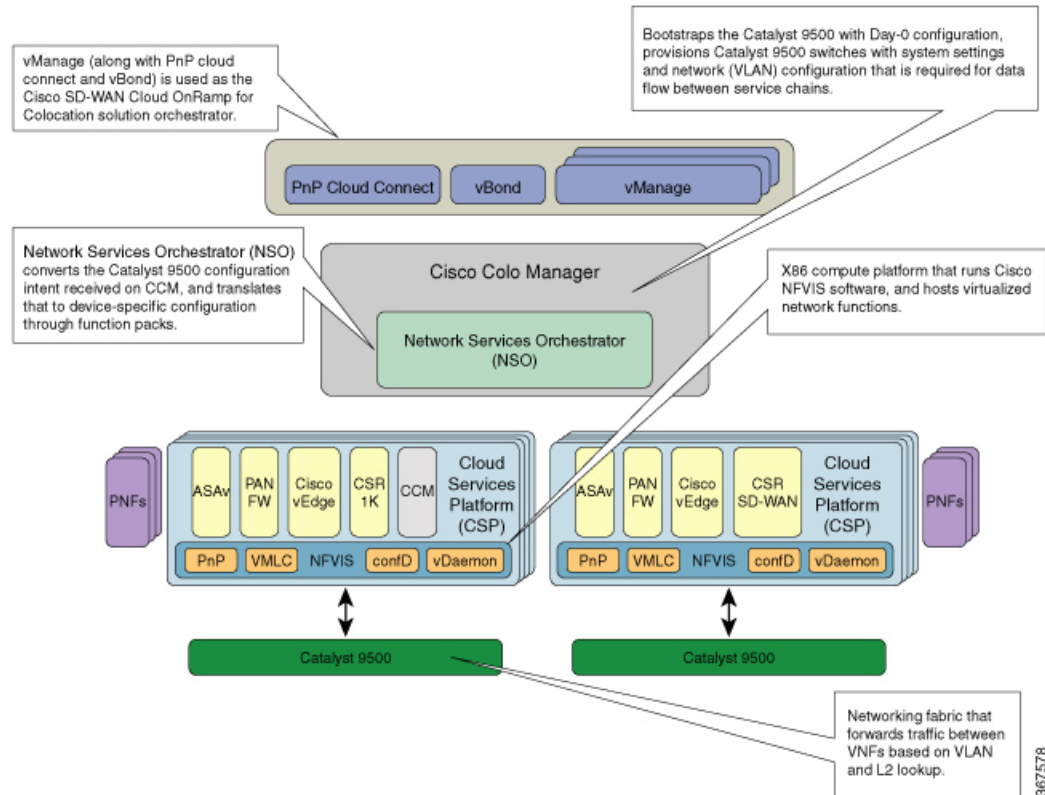 vManage (along with PnP cloud
connect and vBond) is used as the
Cisco SD-WAN Cloud OnRamp for
Colocation solution orchestrator.
Bootstraps the Catalyst 9500 with Day-0 configuration,
provisions Catalyst 9500 switches with system settings
and network (VLAN) configuration that is required for data
flow between service chains.
PnP Cloud Connect
vBond
vManage
Network Services Orchestrator (NSO)
converts the Catalyst 9500 configuration
intent received on CCM, and translates
that to device-specific configuration
through function packs.
Cisco Colo Manager
Network Services Orchestrator
(NSO)
X86 compute platform that runs Cisco
NFVIS software, and hosts virtualized
network functions.
PNFs
ASAv
PAN
FW
Cisco
vEdge
CSR
1K
CCM
Cloud
Services
Platform
(CSP)
PnP
VMLC
NFVIS
confD
vDaemon
ASAv
PAN
FW
Cisco
vEdge
CSR
SD-WAN
Cloud
Services
Platform
(CSP)
PnP
VMLC
NFVIS
confD
vDaemon
PNFs
Catalyst 9500
Catalyst 9500
Networking fabric that
forwards traffic between
VNFs based on VLAN
and L2 lookup.
367578